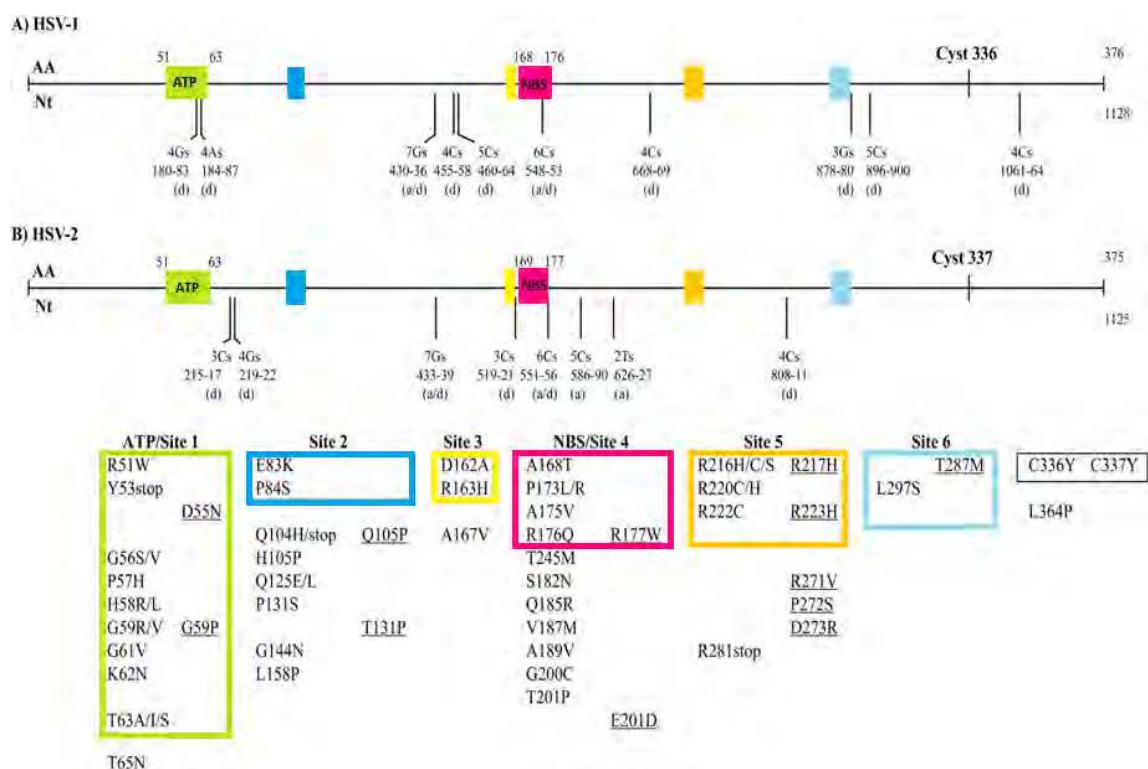 A) HSV-1
51 63 168 176 Cyst 336 376
AA
ATP NBS
Nt
1128
4Gs 4As 7Gs 4Cs 5Cs 6Cs 4Cs 3Gs 5Cs 4Cs
180-83 184-87 430-36 455-58 460-64 548-53 668-69 878-80 896-900 1061-64
(d) (d) (a/d) (d) (d) (a/d) (d) (d) (d) (d)
B) HSV-2
51 63 169 177 Cyst 337 375
AA
ATP NBS
Nt
1125
3Cs 4Gs 7Gs 3Cs 6Cs 5Cs 2Ts 4Cs
215-17 219-22 433-39 519-21 551-56 586-90 626-27 808-11
(d) (d) (a/d) (d) (a/d) (a) (a) (d)
ATP/Site 1 Site 2 Site 3 NBS/Site 4 Site 5 Site 6
R51W E83K D162A A168T R216H/C/S R217H T287M C336Y C337Y
Y53stop P84S R163H P173L/R R220C/H L297S
D55N A175V R222C R223H L364P
Q104H/stop Q105P A167V R176Q R177W
G56S/V H105P T245M
P57H Q125E/L S182N R271V
H58R/L P131S Q185R P272S
G59R/V G59P T131P V187M D273R
G61V G144N A189V R281stop
K62N L158P G200C
T201P
T63A/I/S E201D
T65N